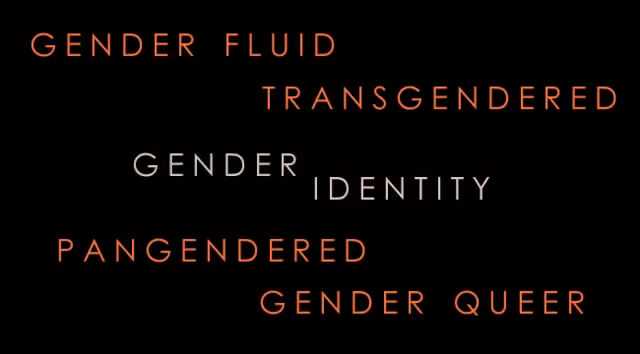 GENDER FLUID
TRANSGENDERED
GENDER
IDENTITY
PANGENDERED
GENDER QUEER